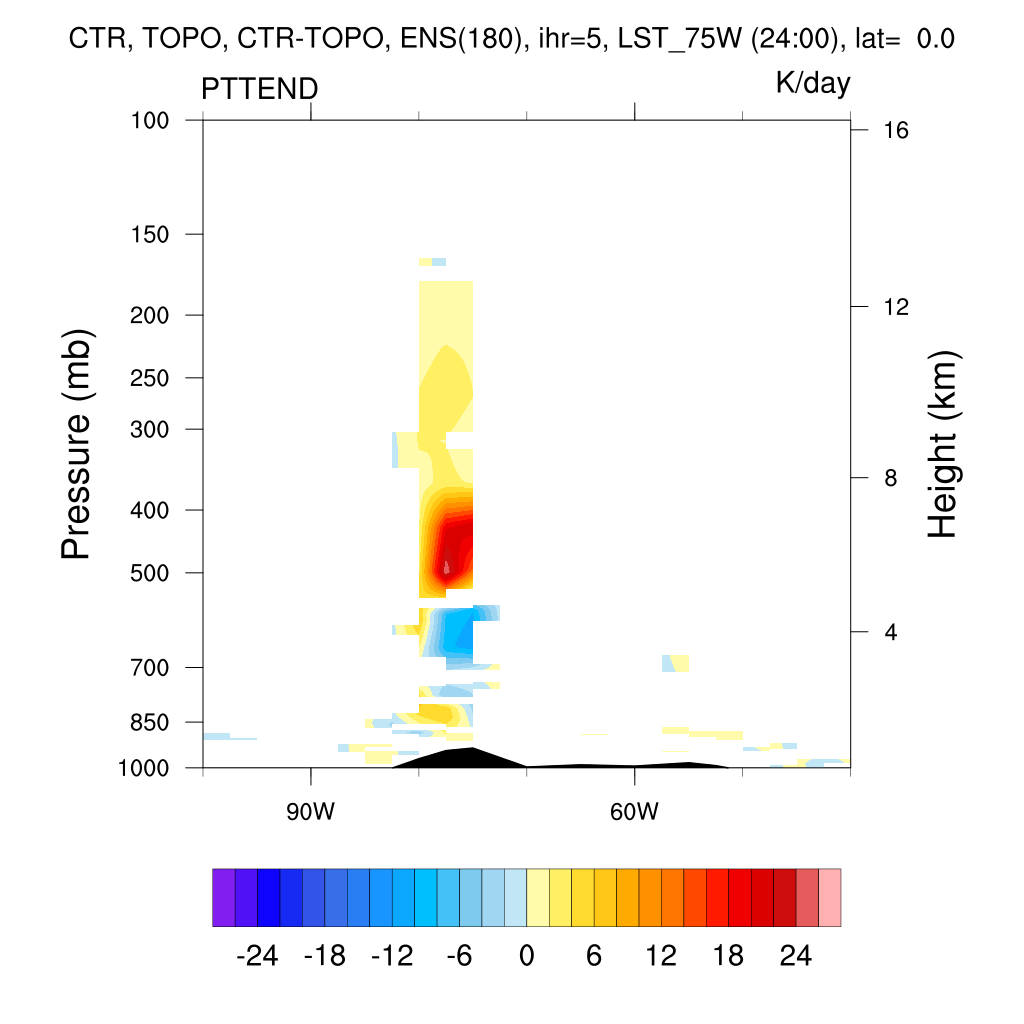 CTR, TOPO, CTR-TOPO, ENS(180), ihr=5, LST_75W (24:00), lat= 0.0
PTTEND K/day
100
150
200
250
300
400
500
700
850
1000
Pressure (mb)
16
12
8
4
Height (km)
90W 60W
-24 -18 -12 -6 0 6 12 18 24